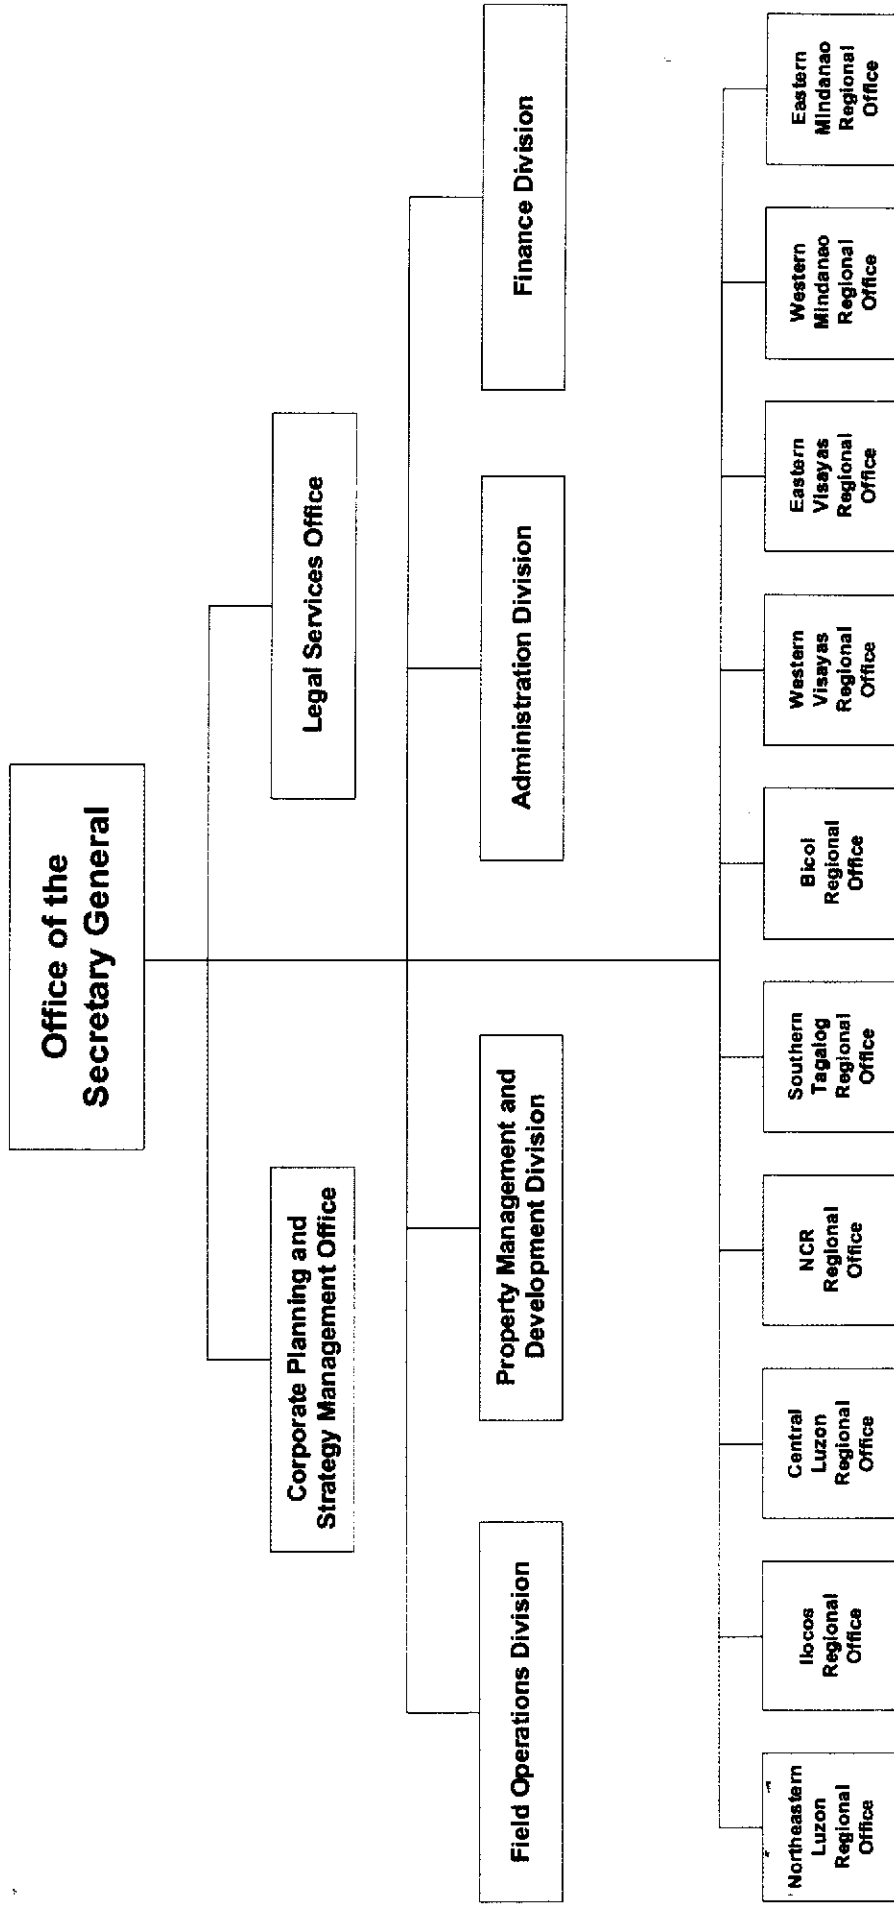 Office of the
Secretary General
Corporate Planning and
Strategy Management Office
Legal Services Office
Field Operations Division
Property Management and
Development Division
Administration Division
Finance Division
Northeastern
Luzon
Regional
Office
Ilocos
Regional
Office
Central
Luzon
Regional
Office
NCR
Regional
Office
Southern
Tagalog
Regional
Office
Bicol
Regional
Office
Western
Visayas
Regional
Office
Eastern
Visayas
Regional
Office
Western
Mindanao
Regional
Office
Eastern
Mindanao
Regional
Office